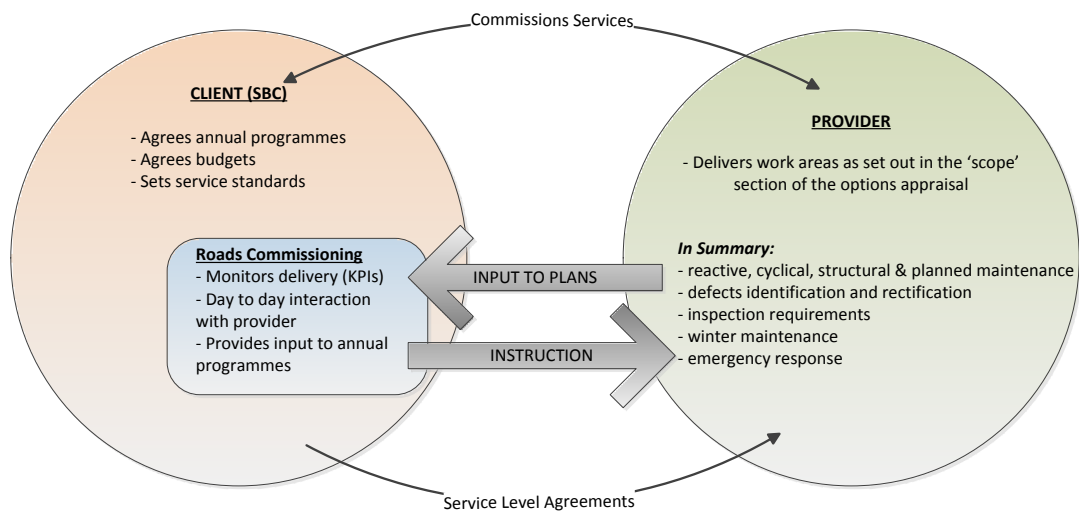 Commissions Services
CLIENT (SBC)
- Agrees annual programmes
- Agrees budgets
- Sets service standards
Roads Commissioning
- Monitors delivery (KPIs)
- Day to day interaction
with provider
- Provides input to annual
programmes
INPUT TO PLANS
INSTRUCTION
PROVIDER
- Delivers work areas as set out in the ‘scope’
section of the options appraisal
In Summary:
- reactive, cyclical, structural & planned maintenance
- defects identification and rectification
- inspection requirements
- winter maintenance
- emergency response
Service Level Agreements